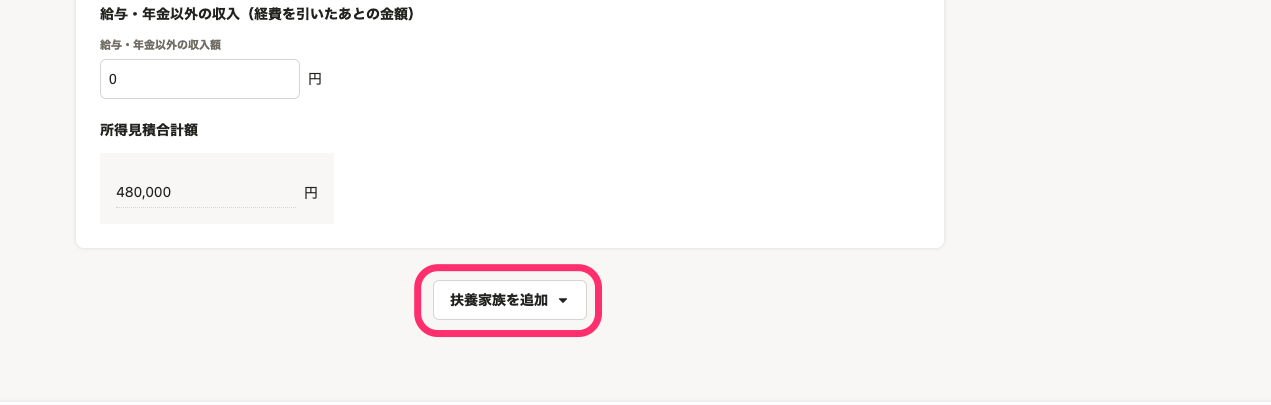 給与・年金以外の収入（経費を引いたあとの金額）
給与・年金以外の収入額
0 円
所得見積合計額
480,000 円
扶養家族を追加